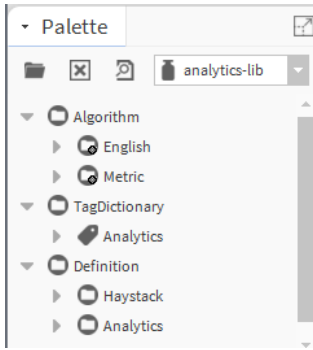 Palette
analytics-lib
Algorithm
English
Metric
TagDictionary
Analytics
Definition
Haystack
Analytics